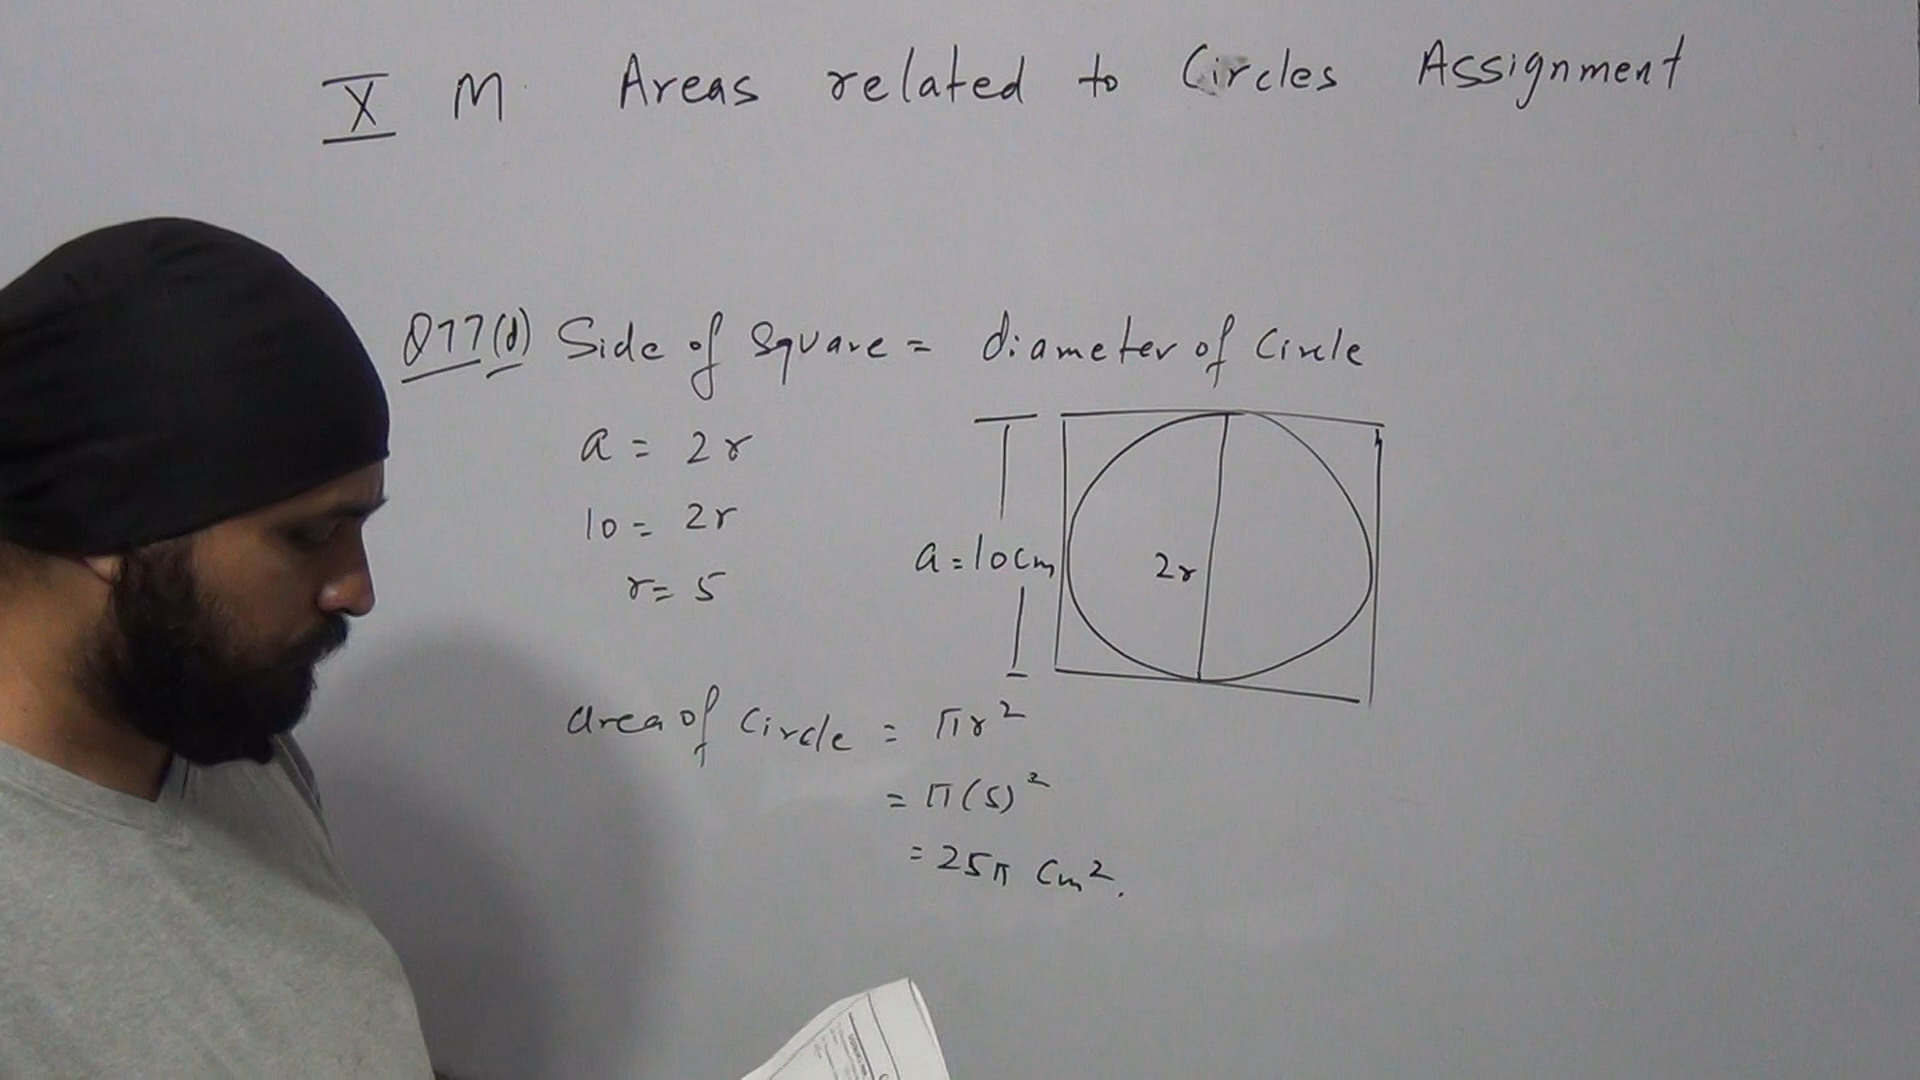 X M. Areas related to Circles Assignment
Q77(d) Side of square = diameter of circle
a = 2r
10 = 2r
r = 5
a = 10cm
2r
area of circle = πr²
= π(5)²
= 25π cm².